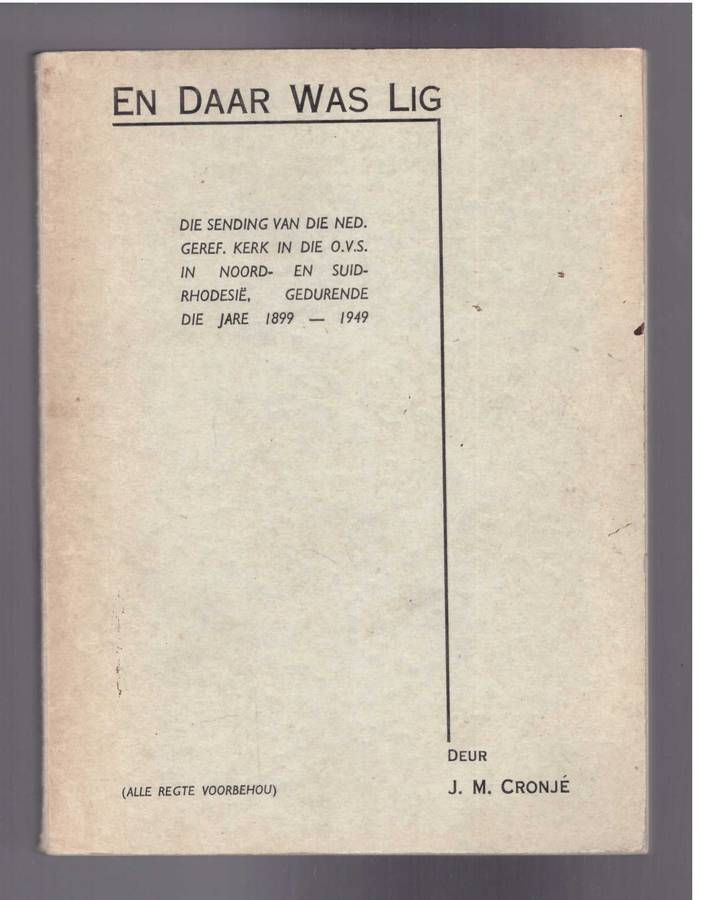 EN DAAR WAS LIG
DIE SENDING VAN DIE NED.
GEREF. KERK IN DIE O.V.S.
IN NOORD- EN SUID-
RHODESIË, GEDURENDE
DIE JARE 1899 — 1949
DEUR
J. M. CRONJÉ
(ALLE REGTE VOORBEHOU)